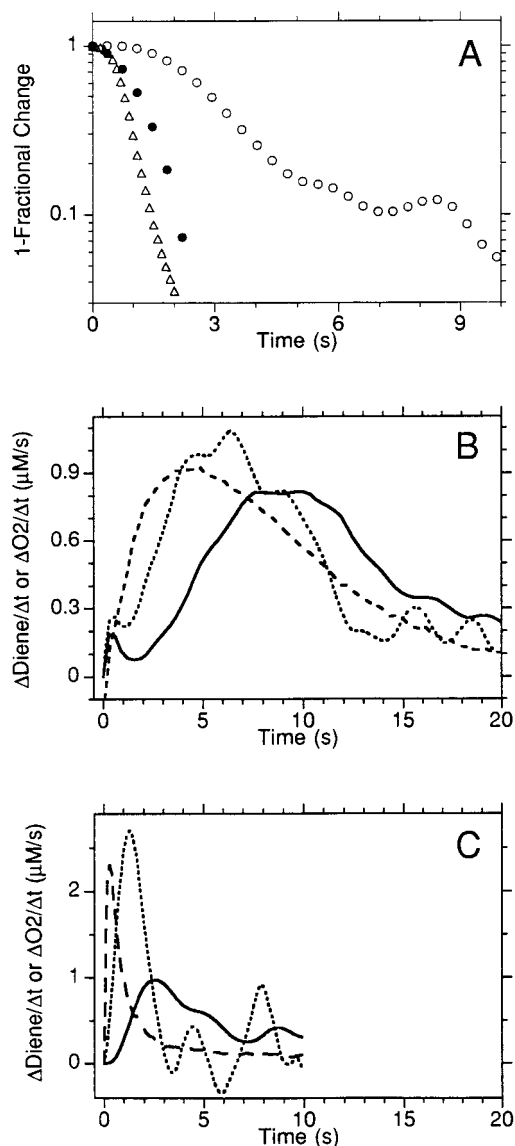 A
1-Fractional Change
1
0.1
0 3 6 9
Time (s)
B
ΔDiene/Δt or ΔO2/Δt (μM/s)
0.9
0.6
0.3
0
0 5 10 15 20
Time (s)
C
ΔDiene/Δt or ΔO2/Δt (μM/s)
2
1
0
0 5 10 15 20
Time (s)